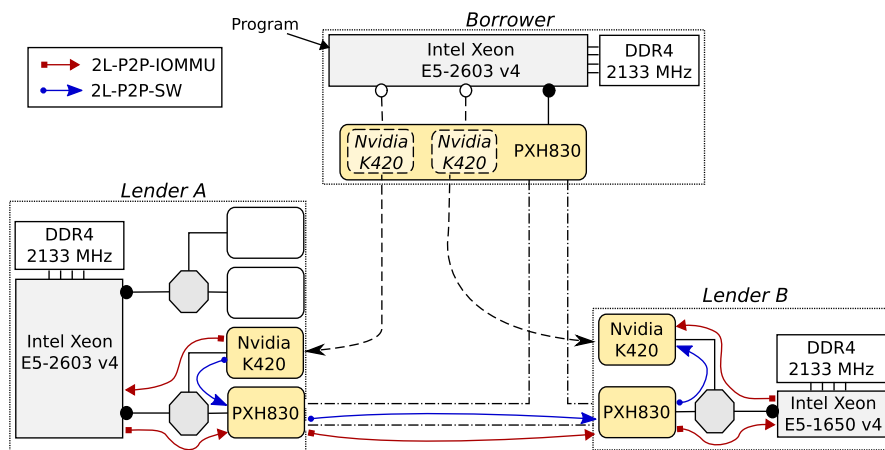 Borrower
Program
Intel Xeon
E5-2603 v4
DDR4
2133 MHz
2L-P2P-IOMMU
2L-P2P-SW
Nvidia
K420
Nvidia
K420
PXH830
Lender A
DDR4
2133 MHz
Intel Xeon
E5-2603 v4
Nvidia
K420
PXH830
Lender B
Nvidia
K420
DDR4
2133 MHz
PXH830
Intel Xeon
E5-1650 v4